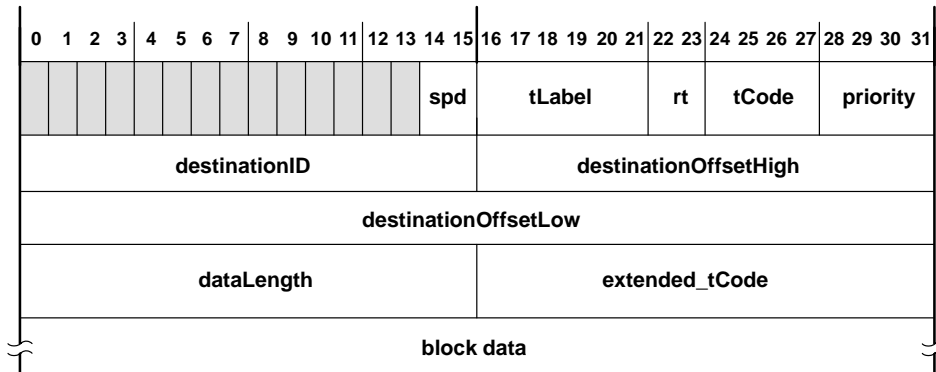 0 1 2 3 4 5 6 7 8 9 10 11 12 13 14 15 16 17 18 19 20 21 22 23 24 25 26 27 28 29 30 31
spd tLabel rt tCode priority
destinationID destinationOffsetHigh
destinationOffsetLow
dataLength extended_tCode
block data